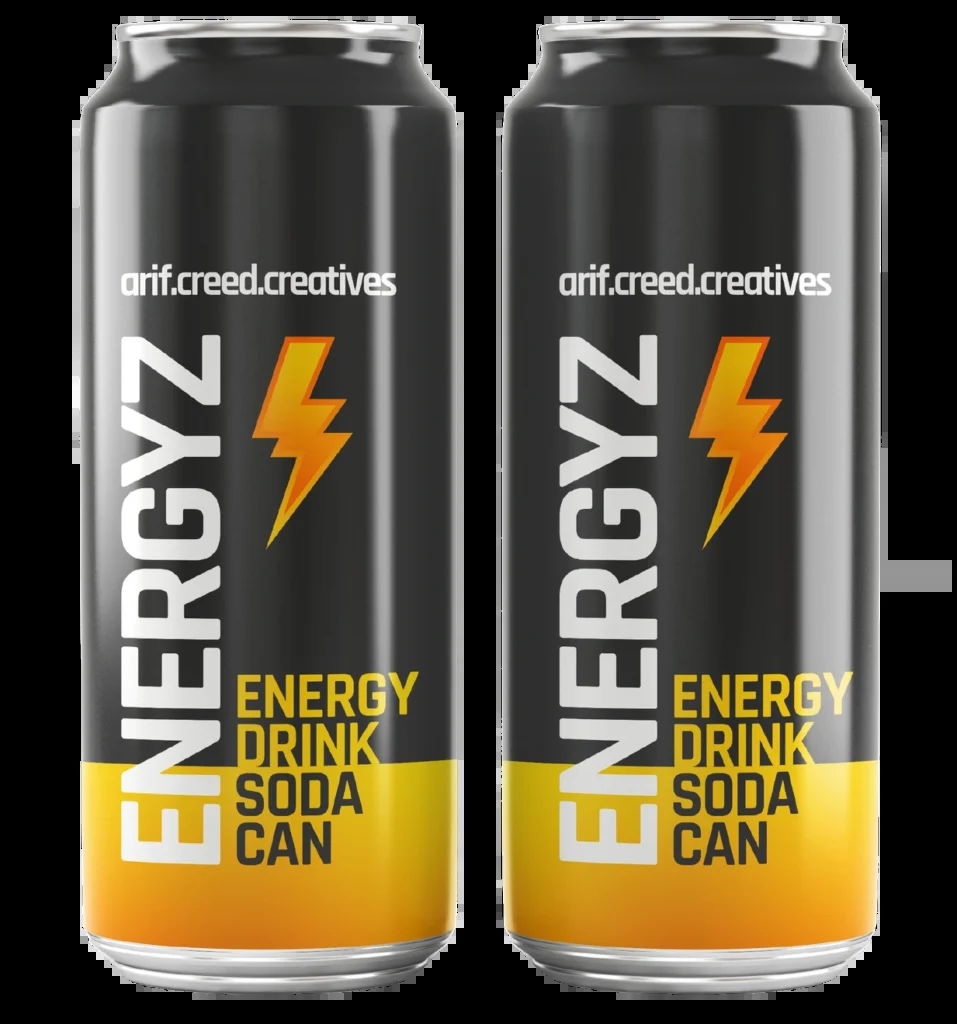 arif.creed.creatives
ENERGYZ
ENERGY
DRINK
SODA
CAN
arif.creed.creatives
ENERGYZ
ENERGY
DRINK
SODA
CAN